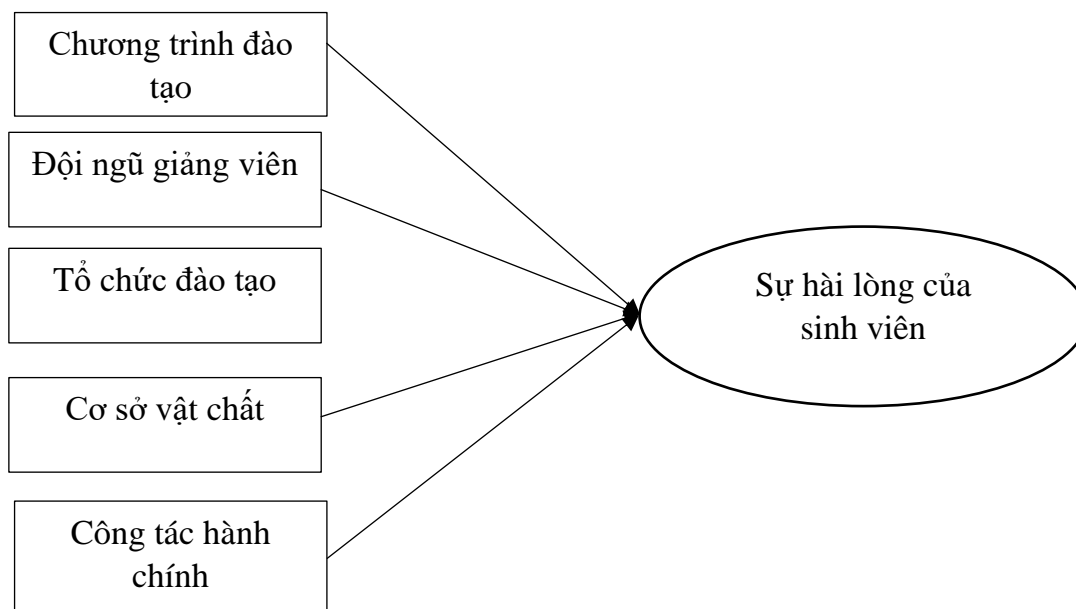 Chương trình đào
tạo
Đội ngũ giảng viên
Tổ chức đào tạo
Cơ sở vật chất
Công tác hành
chính
Sự hài lòng của
sinh viên